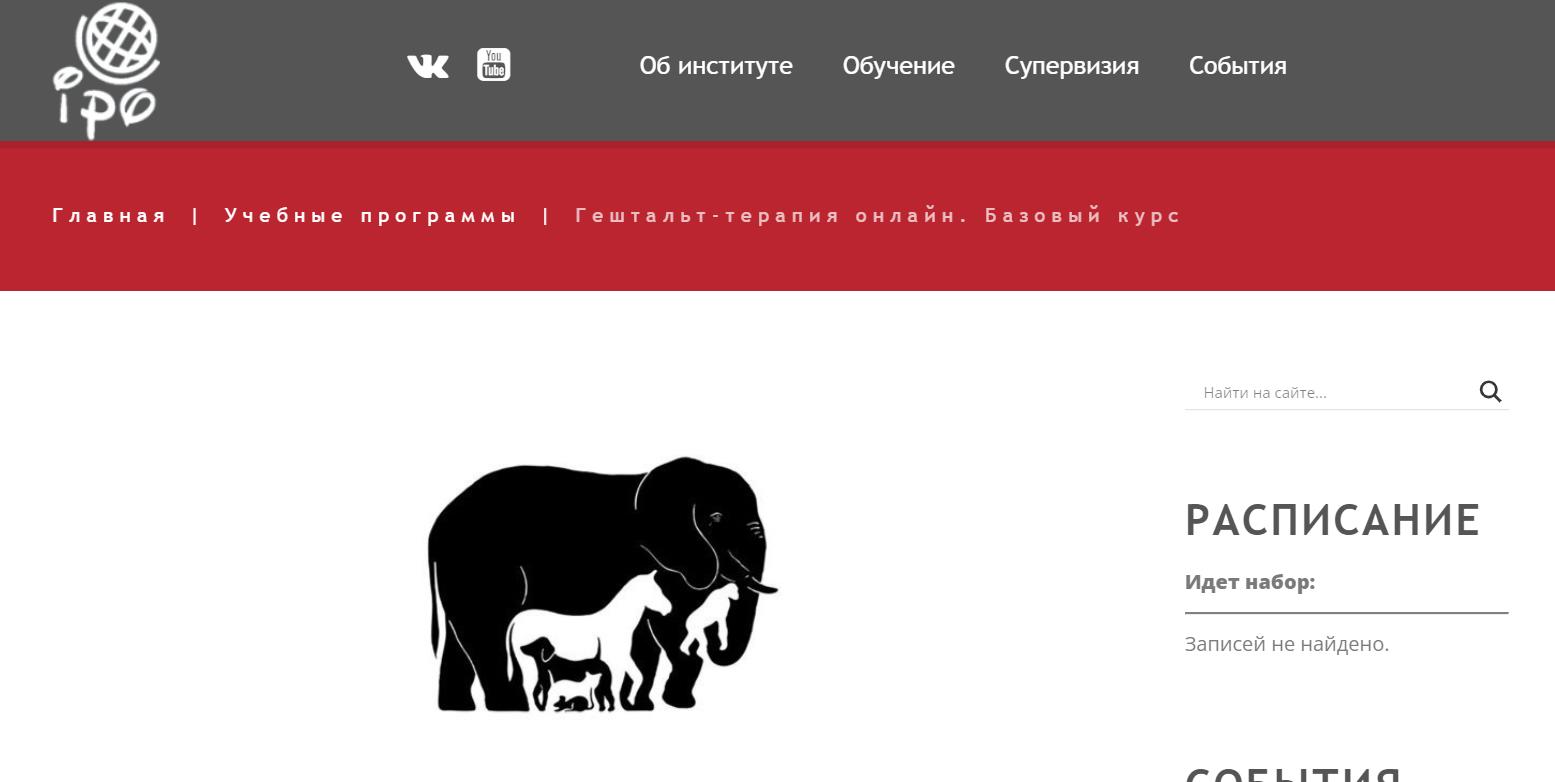 ipo
You
Tube
Об институте Обучение Супервизия События
Главная | Учебные программы | Гештальт-терапия онлайн. Базовый курс
Найти на сайте...
РАСПИСАНИЕ
Идет набор:
Записей не найдено.
СОБЫТИЯ